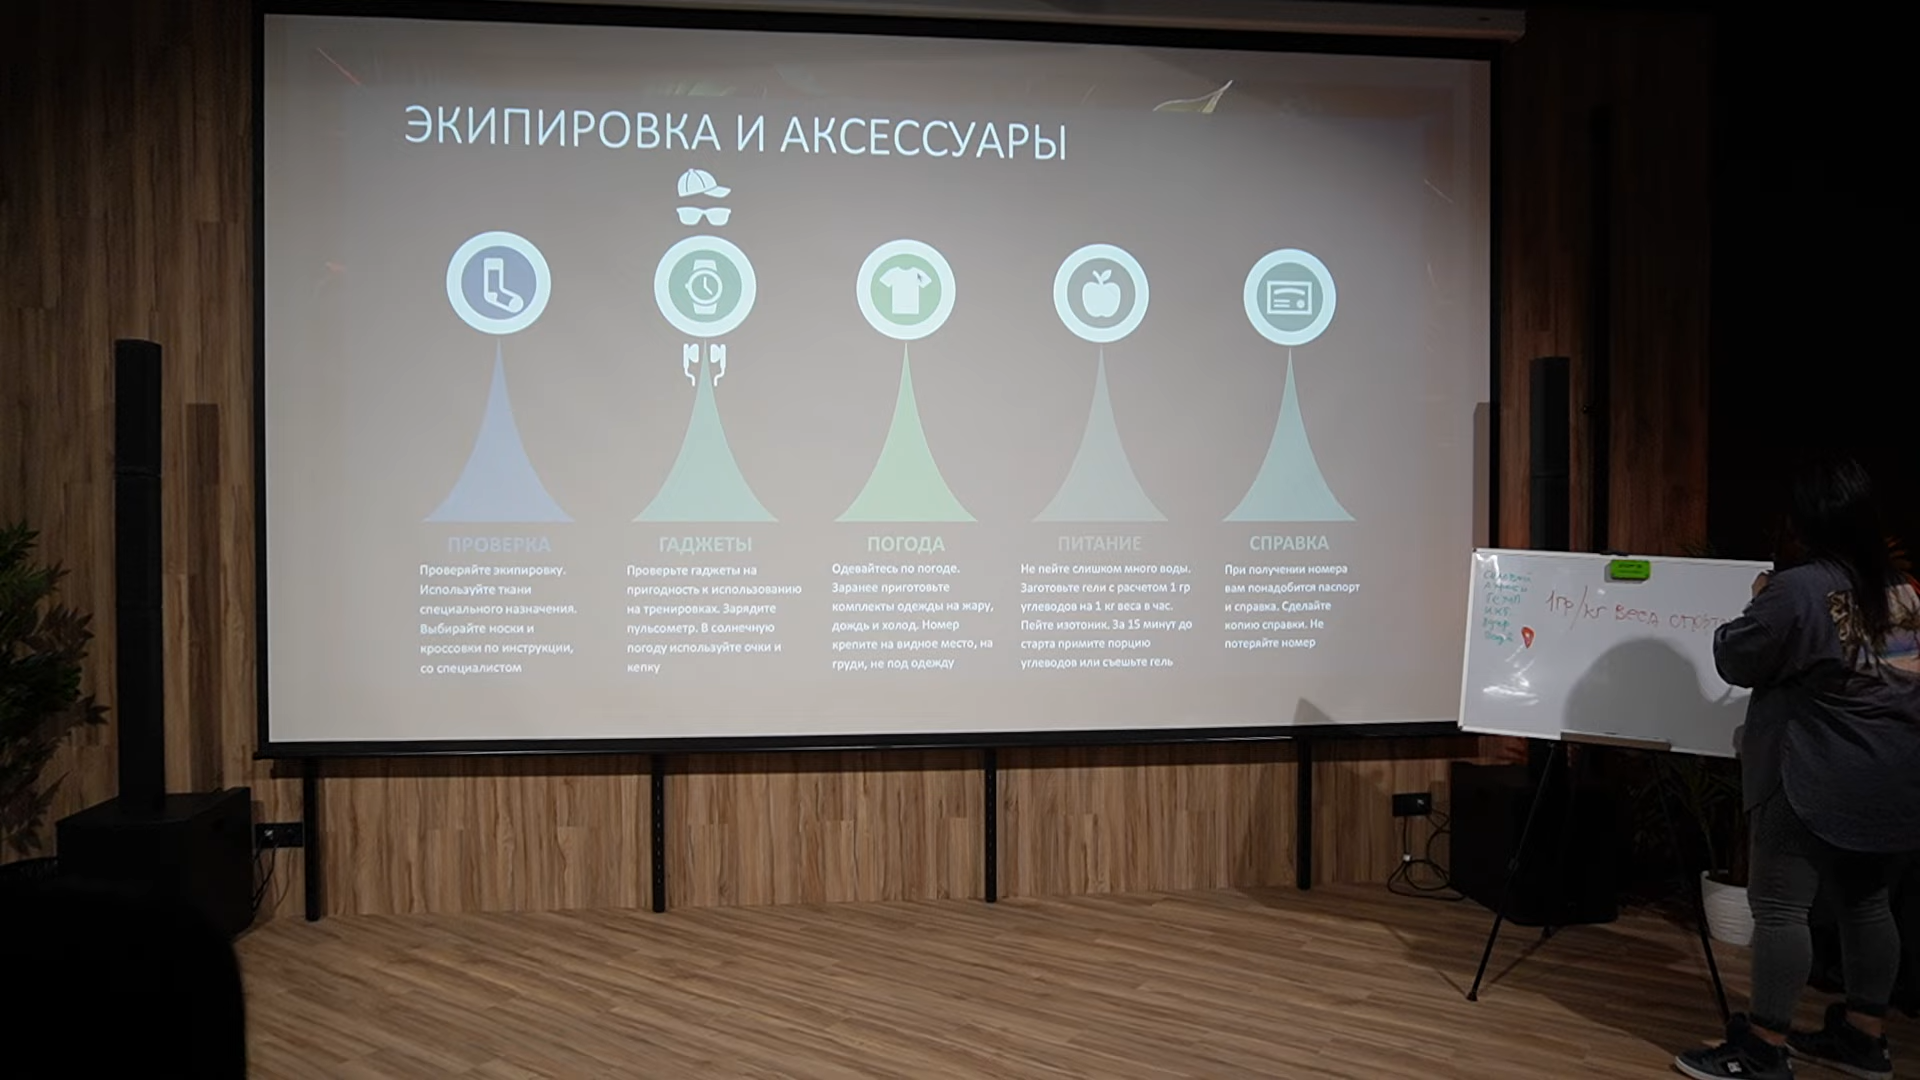 ЭКИПИРОВКА И АКСЕССУАРЫ
ПРОВЕРКА
Проверяйте экипировку.
Используйте ткани
специального назначения.
Выбирайте носки и
кроссовки по инструкции,
со специалистом
ГАДЖЕТЫ
Проверьте гаджеты на
пригодность к использованию
на тренировках. Зарядите
пульсометр. В солнечную
погоду используйте очки и
кепку
ПОГОДА
Одевайтесь по погоде.
Заранее приготовьте
комплекты одежды на жару,
дождь и холод. Номер
крепите на видное место, на
груди, не под одежду
ПИТАНИЕ
Не пейте слишком много воды.
Заготовьте гели с расчетом 1 гр
углеводов на 1 кг веса в час.
Пейте изотоник. За 15 минут до
старта примите порцию
углеводов или съешьте гель
СПРАВКА
При получении номера
вам понадобится паспорт
и справка. Сделайте
копию справки. Не
потеряйте номер
1гр/кг веса